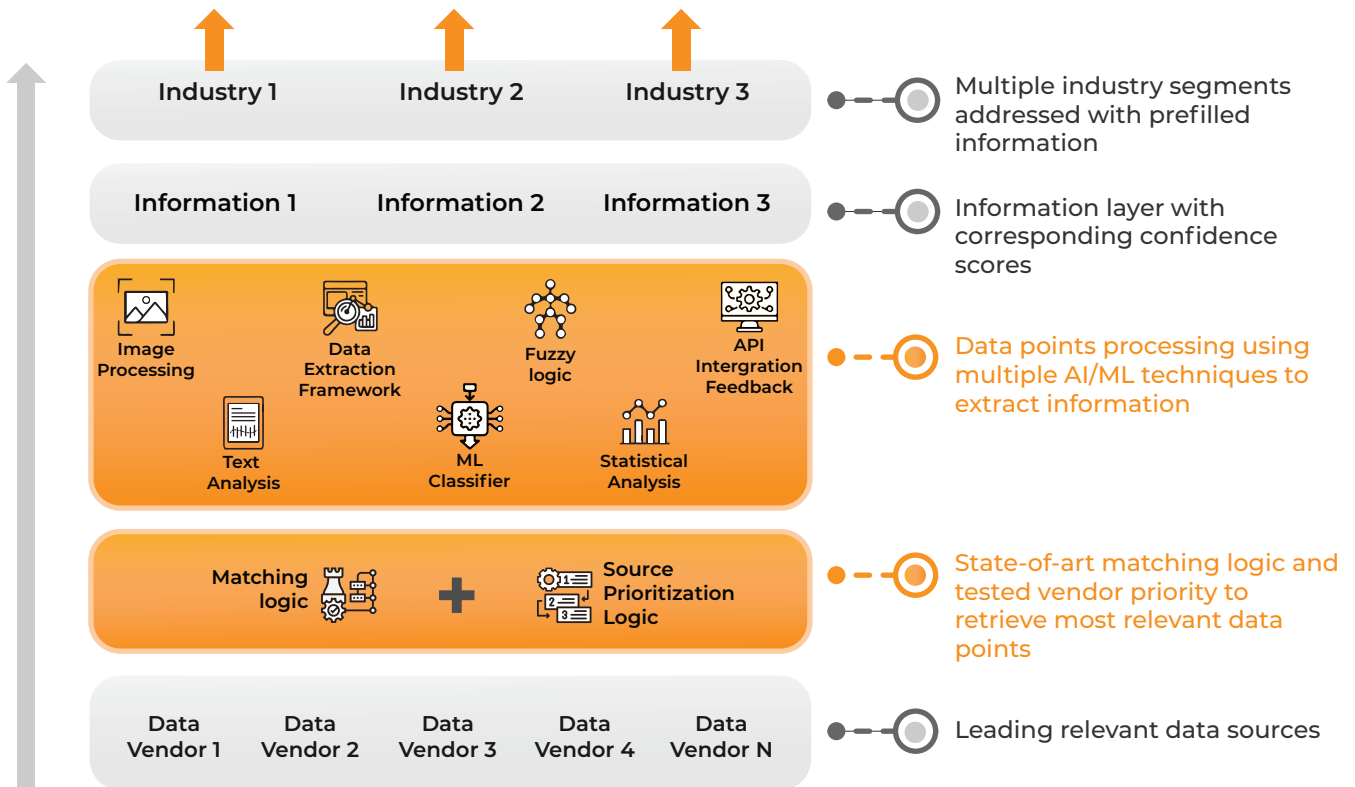 Industry 1
Industry 2
Industry 3
Multiple industry segments
addressed with prefilled
information
Information 1
Information 2
Information 3
Information layer with
corresponding confidence
scores
Image
Processing
Data
Extraction
Framework
Fuzzy
logic
API
Intergration
Feedback
Text
Analysis
ML
Classifier
Statistical
Analysis
Data points processing using
multiple AI/ML techniques to
extract information
Matching
logic
+
1
2
3
Source
Prioritization
Logic
State-of-art matching logic and
tested vendor priority to
retrieve most relevant data
points
Data
Vendor 1
Data
Vendor 2
Data
Vendor 3
Data
Vendor 4
Data
Vendor N
Leading relevant data sources